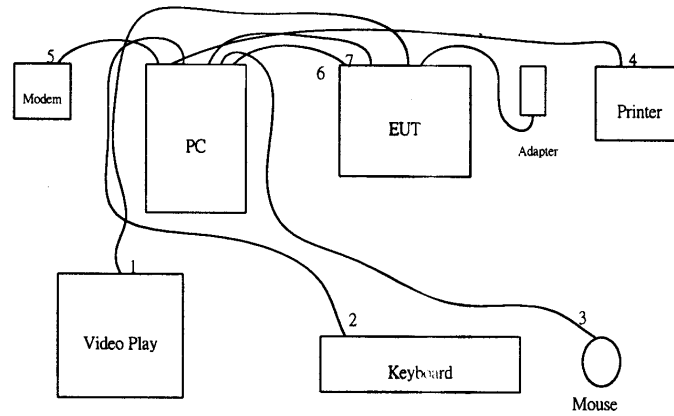 5
7
4
6
Modem
PC
EUT
Printer
Adapter
1
2
3
Video Play
Keyboard
Mouse